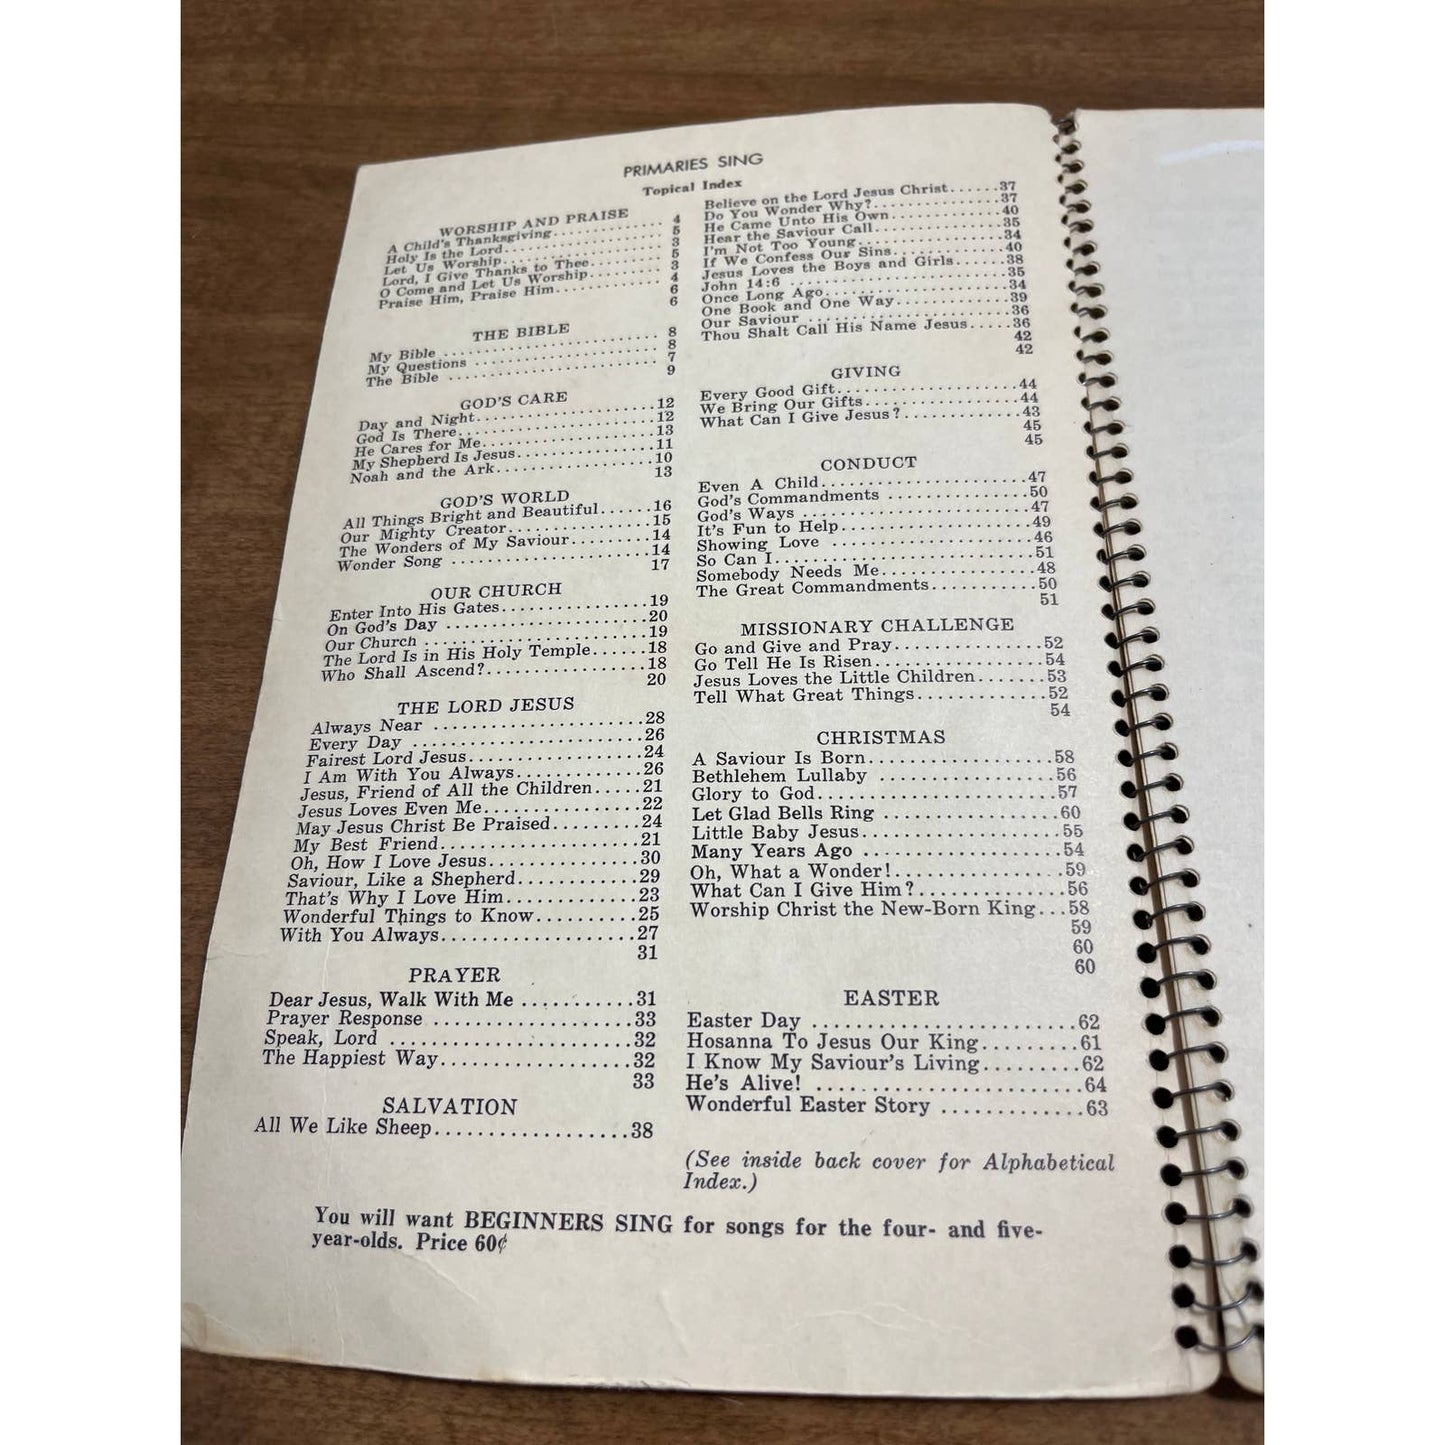 PRIMARIES SING
Topical Index
WORSHIP AND PRAISE
A Child's Thanksgiving..........4
Holy Is the Lord..........5
Let Us Worship..........3
Lord, I Give Thanks to Thee..........5
O Come and Let Us Worship..........3
Praise Him, Praise Him..........4
6
6
THE BIBLE
My Bible..........8
My Questions..........8
The Bible..........7
9
GOD'S CARE
Day and Night..........12
God Is There..........12
He Cares for Me..........13
My Shepherd Is Jesus..........11
Noah and the Ark..........10
13
GOD'S WORLD
All Things Bright and Beautiful......16
Our Mighty Creator..........15
The Wonders of My Saviour.........14
Wonder Song..........14
17
OUR CHURCH
Enter Into His Gates..........19
On God's Day..........20
Our Church..........19
The Lord Is in His Holy Temple......18
Who Shall Ascend?..........18
20
THE LORD JESUS
Always Near..........28
Every Day..........26
Fairest Lord Jesus..........24
I Am With You Always..........26
Jesus, Friend of All the Children.....21
Jesus Loves Even Me..........22
May Jesus Christ Be Praised.........24
My Best Friend..........21
Oh, How I Love Jesus..........30
Saviour, Like a Shepherd..........29
That's Why I Love Him..........23
Wonderful Things to Know..........25
With You Always..........27
31
PRAYER
Dear Jesus, Walk With Me...........31
Prayer Response..........33
Speak, Lord..........32
The Happiest Way..........32
33
SALVATION
All We Like Sheep..........38
Believe on the Lord Jesus Christ......37
Do You Wonder Why?..........37
He Came Unto His Own..........40
Hear the Saviour Call..........35
I'm Not Too Young..........34
If We Confess Our Sins..........40
Jesus Loves the Boys and Girls......38
John 14:6..........35
Once Long Ago..........34
One Book and One Way..........39
Our Saviour..........36
Thou Shalt Call His Name Jesus.....36
42
42
GIVING
Every Good Gift..........44
We Bring Our Gifts..........44
What Can I Give Jesus?..........43
45
45
CONDUCT
Even A Child..........47
God's Commandments..........50
God's Ways..........47
It's Fun to Help..........49
Showing Love..........46
So Can I..........51
Somebody Needs Me..........48
The Great Commandments..........50
51
MISSIONARY CHALLENGE
Go and Give and Pray..........52
Go Tell He Is Risen..........54
Jesus Loves the Little Children.......53
Tell What Great Things..........52
54
CHRISTMAS
A Saviour Is Born..........58
Bethlehem Lullaby..........56
Glory to God..........57
Let Glad Bells Ring..........60
Little Baby Jesus..........55
Many Years Ago..........54
Oh, What a Wonder!..........59
What Can I Give Him?..........56
Worship Christ the New-Born King...58
59
60
60
EASTER
Easter Day..........62
Hosanna To Jesus Our King.........61
I Know My Saviour's Living.........62
He's Alive!..........64
Wonderful Easter Story..........63
(See inside back cover for Alphabetical
Index.)
You will want BEGINNERS SING for songs for the four- and five-
year-olds. Price 60¢